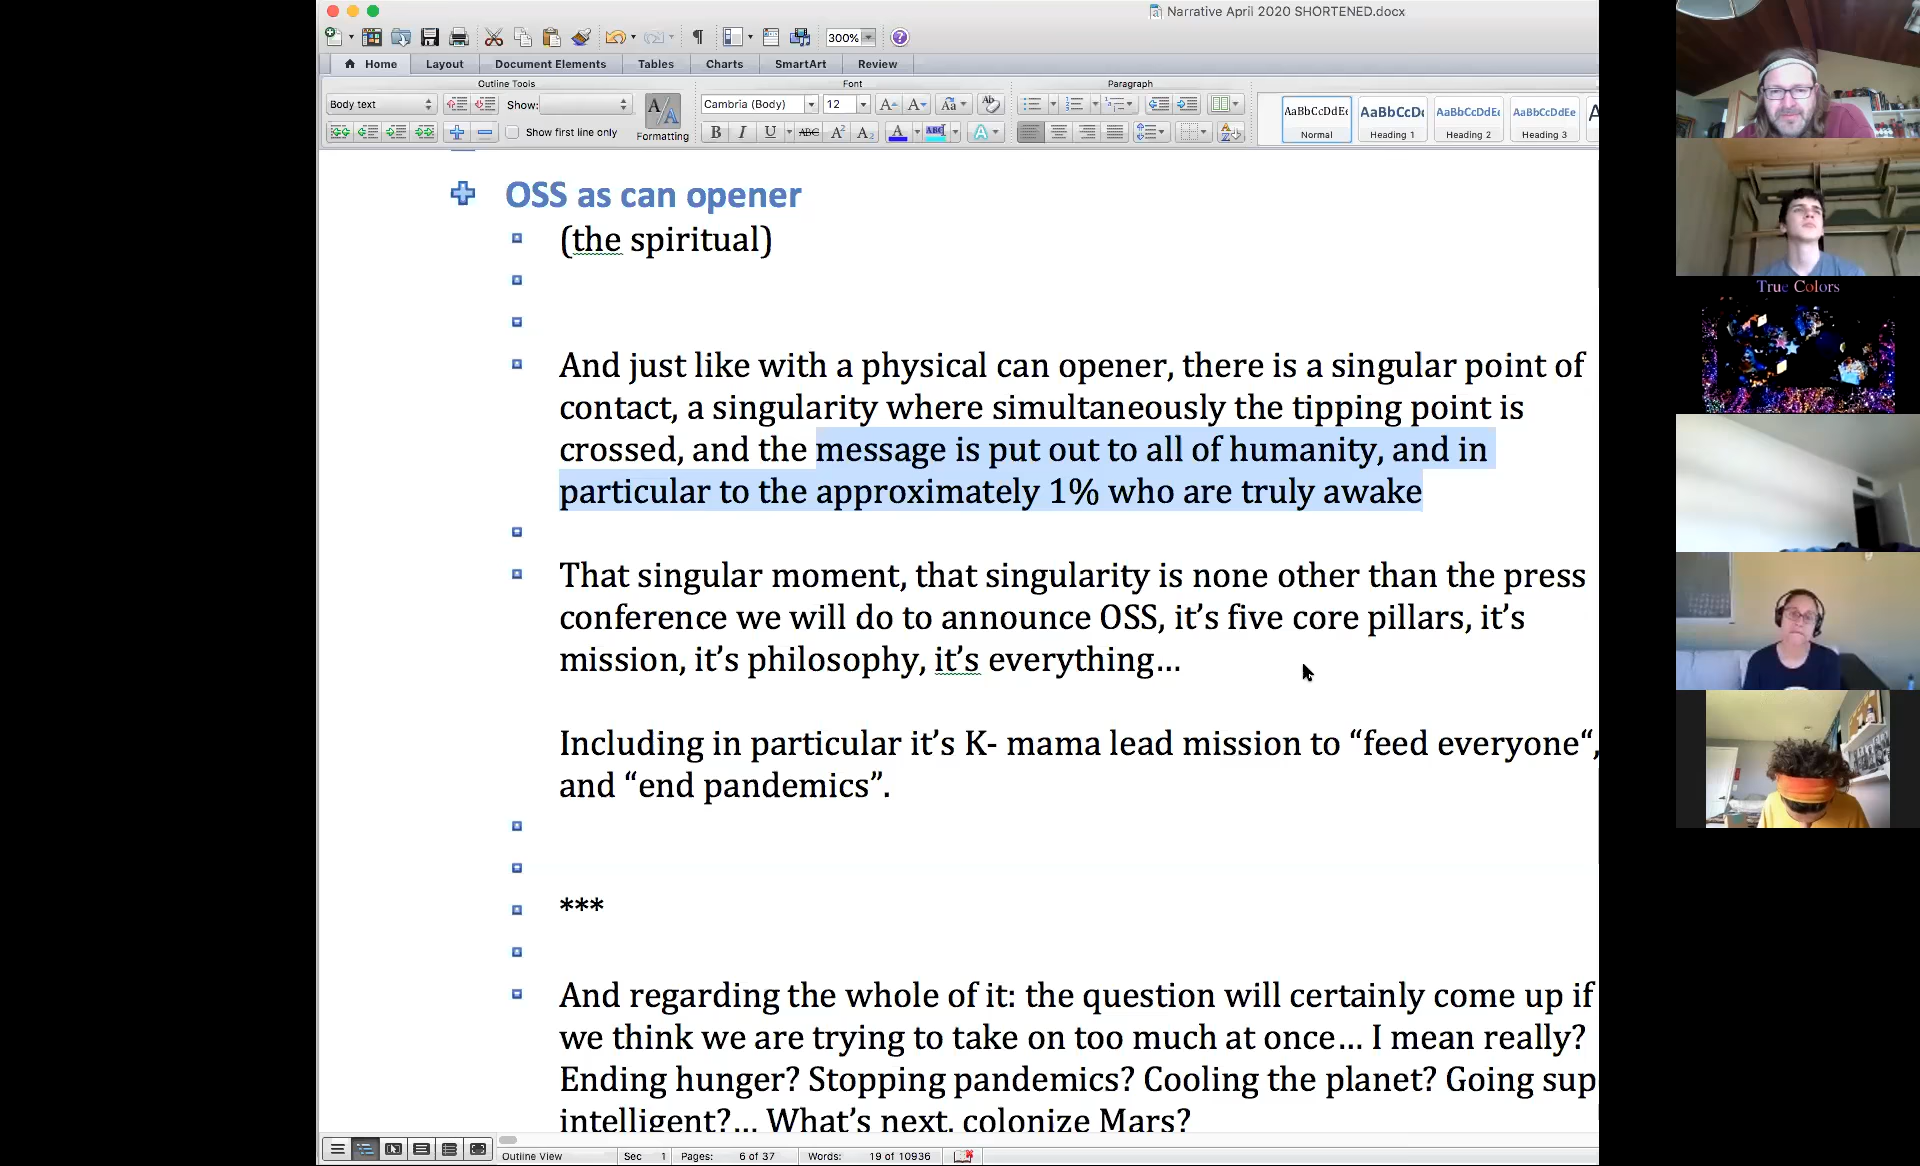 Narrative April 2020 SHORTENED.docx
300%
Home
Layout
Document Elements
Tables
Charts
SmartArt
Review
Outline Tools
Font
Paragraph
Body text
Show:
Cambria (Body)
12
AaBbCcDdEe
AaBbCcDc
AaBbCcDdEe
AaBbCcDdEe
Show first line only
Formatting
B I U ABC A² A₂
Normal
Heading 1
Heading 2
Heading 3
OSS as can opener
(the spiritual)
And just like with a physical can opener, there is a singular point of
contact, a singularity where simultaneously the tipping point is
crossed, and the message is put out to all of humanity, and in
particular to the approximately 1% who are truly awake
That singular moment, that singularity is none other than the press
conference we will do to announce OSS, it’s five core pillars, it’s
mission, it’s philosophy, it’s everything…
Including in particular it’s K- mama lead mission to “feed everyone“,
and “end pandemics”.
***
And regarding the whole of it: the question will certainly come up if
we think we are trying to take on too much at once… I mean really?
Ending hunger? Stopping pandemics? Cooling the planet? Going sup
intelligent?… What’s next, colonize Mars?
Outline View
Sec 1
Pages: 6 of 37
Words: 19 of 10936
True Colors